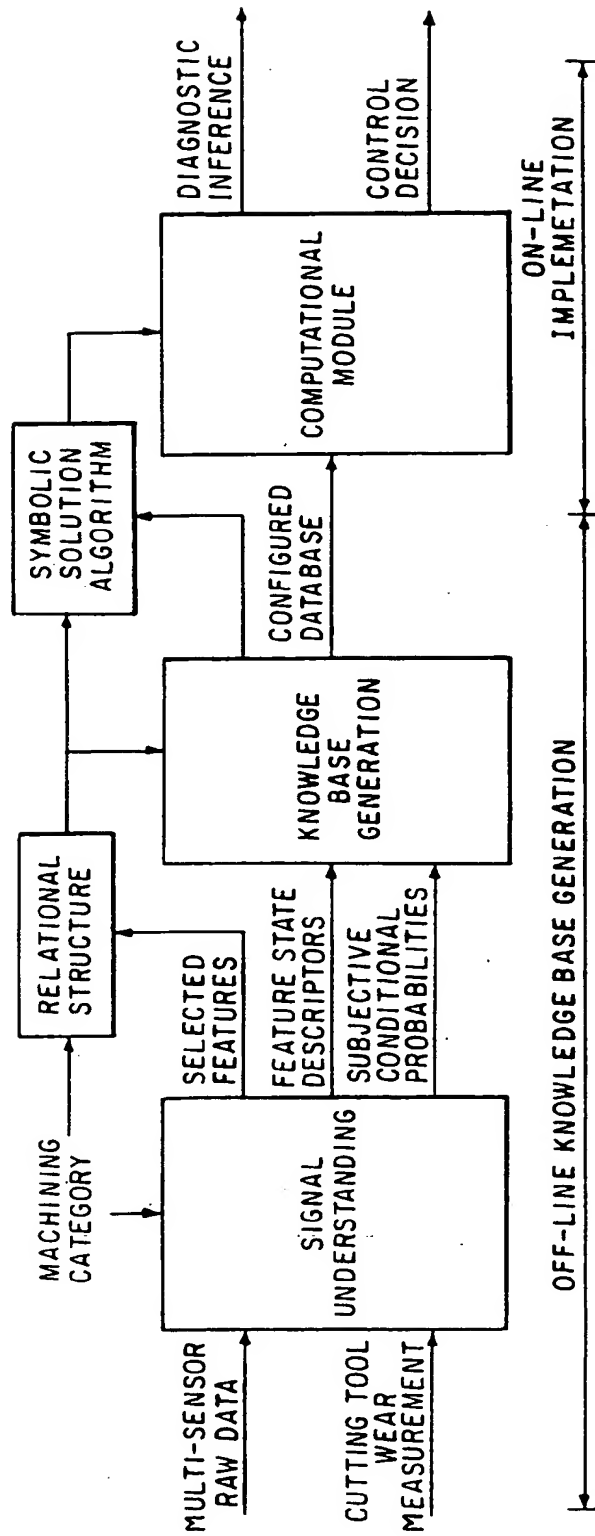 MULTI-SENSOR
RAW DATA
CUTTING TOOL
WEAR
MEASUREMENT
MACHINING
CATEGORY
SIGNAL
UNDERSTANDING
RELATIONAL
STRUCTURE
SELECTED
FEATURES
FEATURE STATE
DESCRIPTORS
SUBJECTIVE
CONDITIONAL
PROBABILITIES
KNOWLEDGE
BASE
GENERATION
SYMBOLIC
SOLUTION
ALGORITHM
CONFIGURED
DATABASE
COMPUTATIONAL
MODULE
DIAGNOSTIC
INFERENCE
CONTROL
DECISION
OFF-LINE KNOWLEDGE BASE GENERATION
ON-LINE
IMPLEMETATION